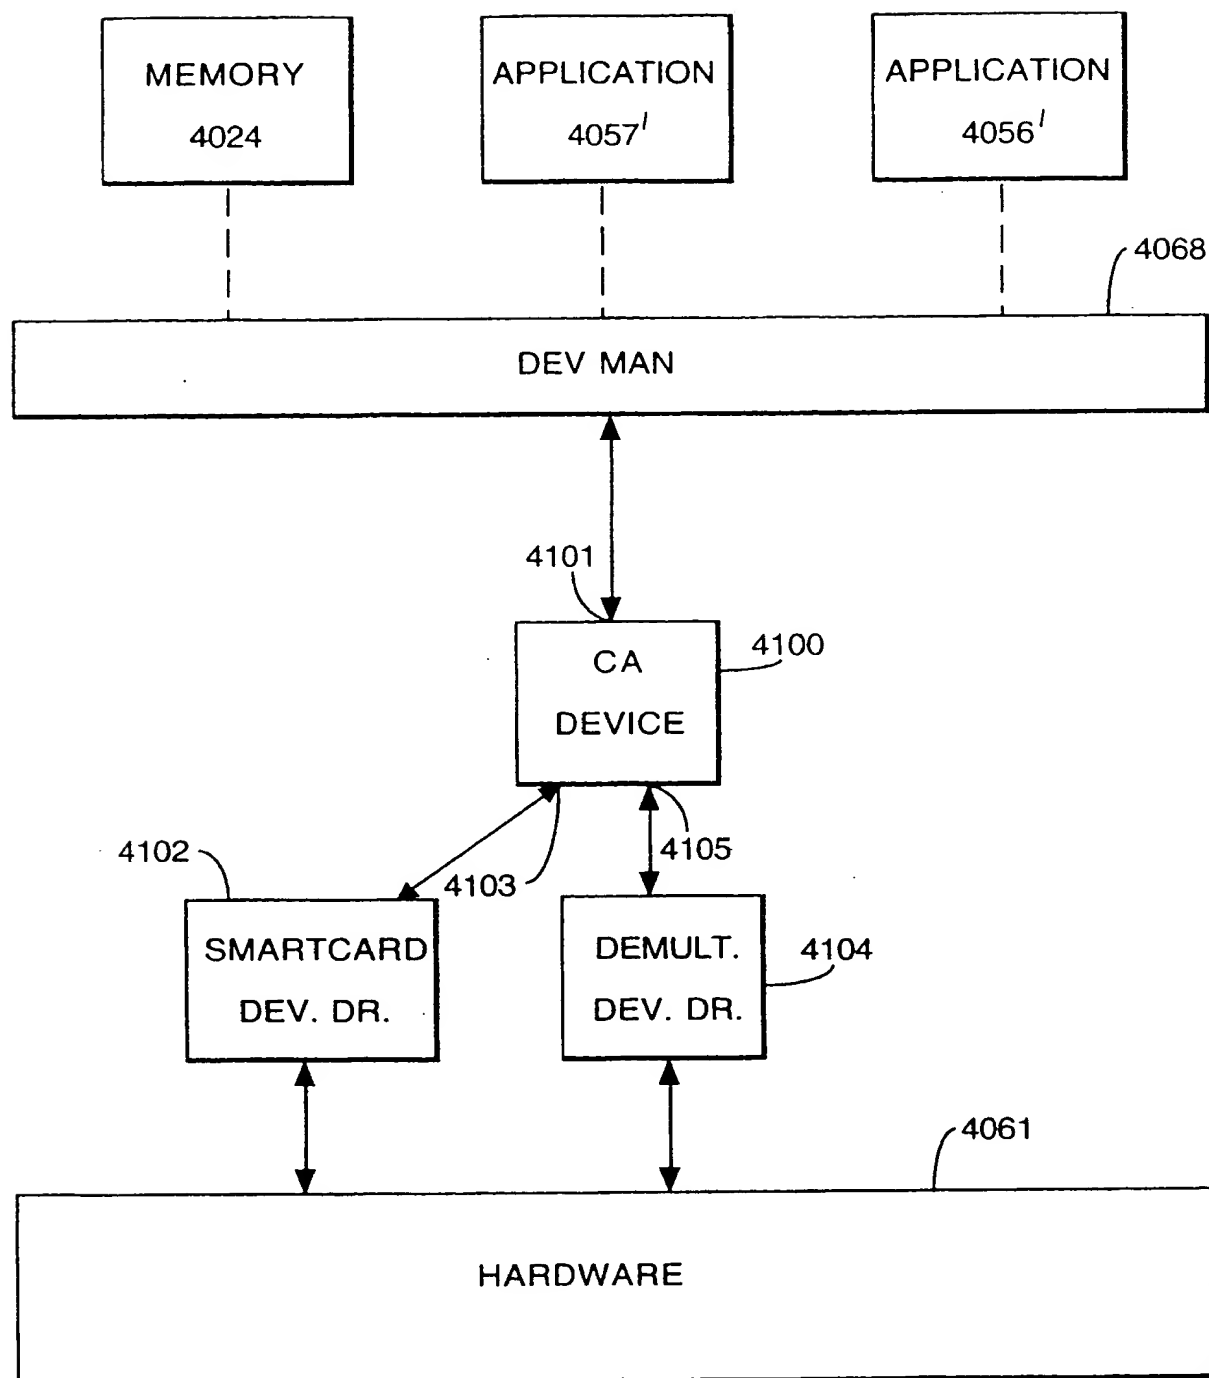 MEMORY
4024
APPLICATION
4057'
APPLICATION
4056'
4068
DEV MAN
4101
CA
DEVICE
4100
4102
4103
4105
SMARTCARD
DEV. DR.
DEMULT.
DEV. DR.
4104
4061
HARDWARE